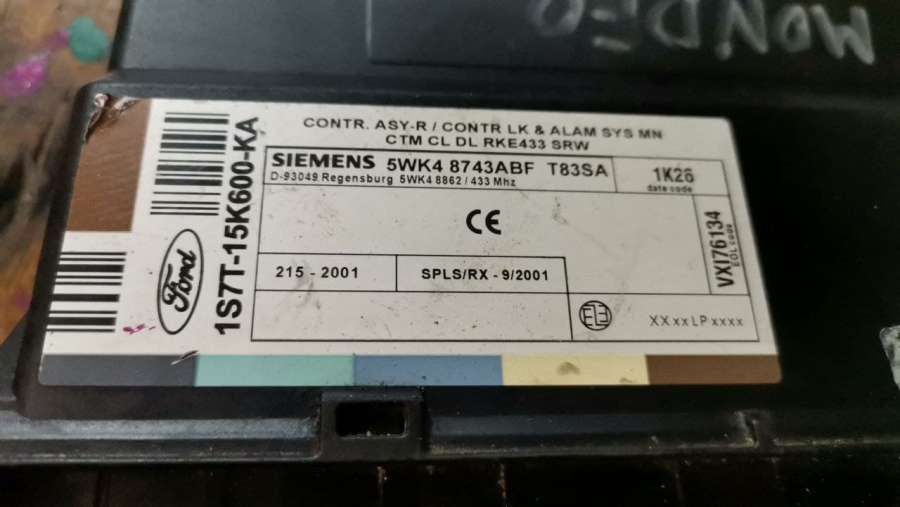 MONDEO
CONTR. ASY-R / CONTR LK & ALAM SYS MN
CTM CL DL RKE433 SRW
SIEMENS 5WK4 8743ABF T83SA
D-93049 Regensburg 5WK4 8862 / 433 Mhz
1K26
date code
CE
VXI76134
EOL code
215 - 2001
SPLS/RX - 9/2001
XXxxLPxxxx
Ford
1S7T-15K600-KA